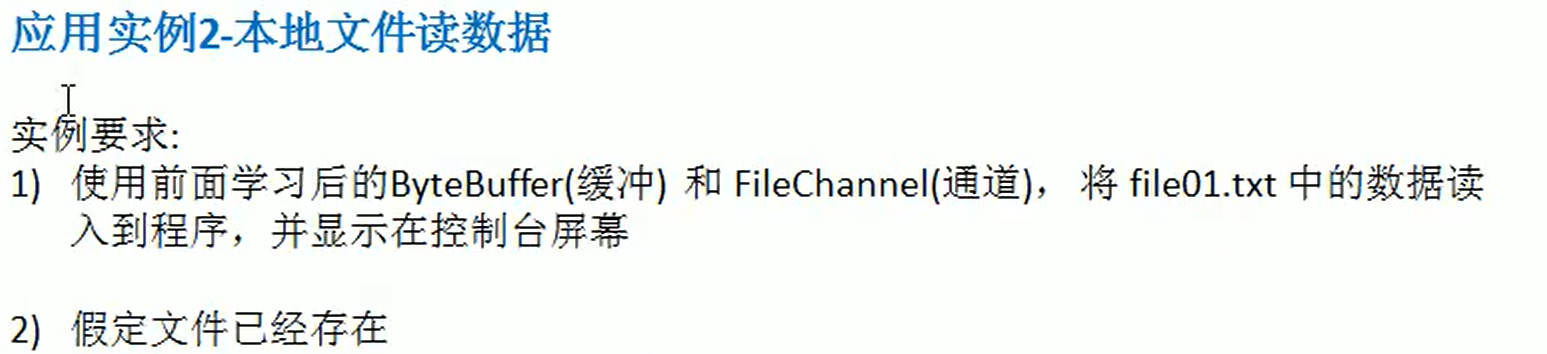 应用实例2-本地文件读数据
实例要求:
1) 使用前面学习后的ByteBuffer(缓冲) 和 FileChannel(通道)， 将 file01.txt 中的数据读
入到程序，并显示在控制台屏幕
2) 假定文件已经存在